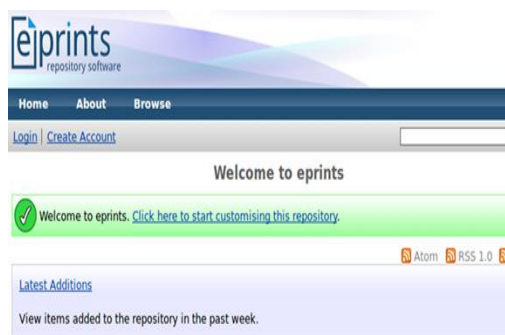 eprints
repository software
Home About Browse
Login | Create Account
Welcome to eprints
Welcome to eprints. Click here to start customising this repository.
Atom RSS 1.0
Latest Additions
View items added to the repository in the past week.